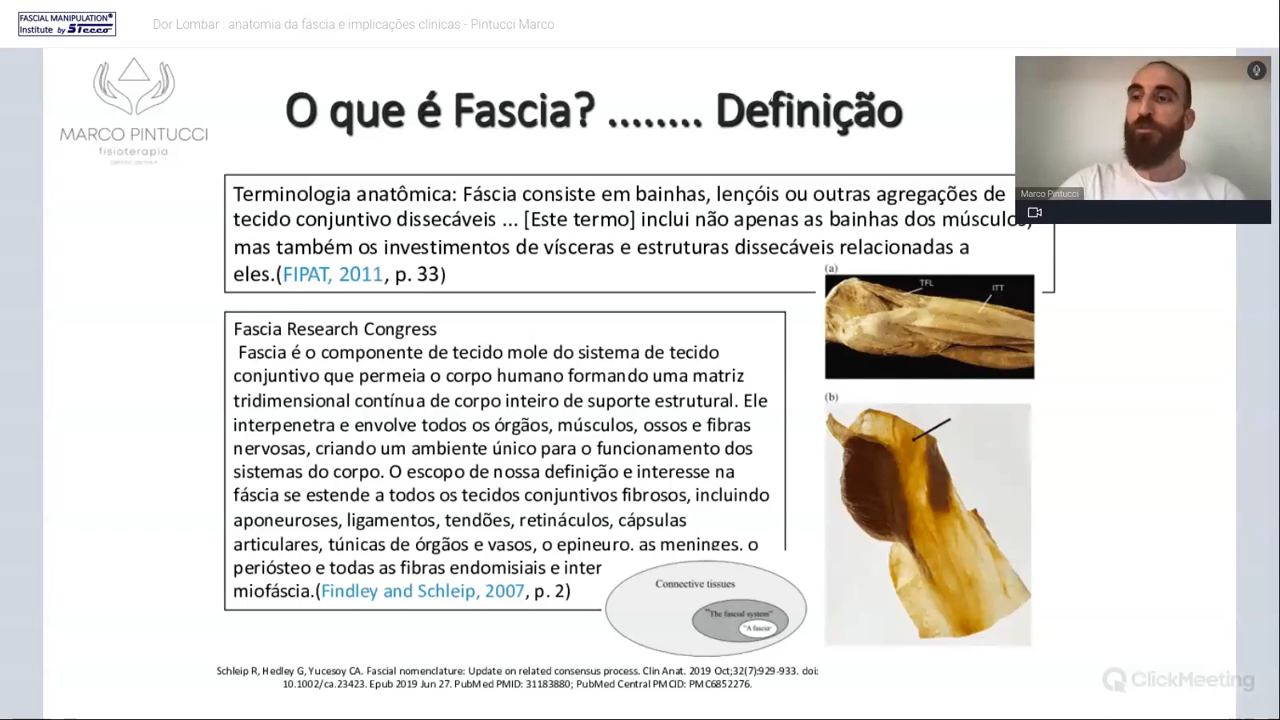 FASCIAL MANIPULATION®
Institute by Stecco
Dor Lombar : anatomia da fáscia e implicações clinicas - Pintucci Marco
MARCO PINTUCCI
fisioterapia
O que é Fascia? ........ Definição
Marco Pintucci
Terminologia anatômica: Fáscia consiste em bainhas, lençóis ou outras agregações de
tecido conjuntivo dissecáveis ... [Este termo] inclui não apenas as bainhas dos músculos,
mas também os investimentos de vísceras e estruturas dissecáveis relacionadas a
eles.(FIPAT, 2011, p. 33)
Fascia Research Congress
Fascia é o componente de tecido mole do sistema de tecido
conjuntivo que permeia o corpo humano formando uma matriz
tridimensional contínua de corpo inteiro de suporte estrutural. Ele
interpenetra e envolve todos os órgãos, músculos, ossos e fibras
nervosas, criando um ambiente único para o funcionamento dos
sistemas do corpo. O escopo de nossa definição e interesse na
fáscia se estende a todos os tecidos conjuntivos fibrosos, incluindo
aponeuroses, ligamentos, tendões, retináculos, cápsulas
articulares, túnicas de órgãos e vasos, o epineuro, as meninges, o
periósteo e todas as fibras endomisiais e inter
miofáscia.(Findley and Schleip, 2007, p. 2)
(a)
TFL
ITT
(b)
Connective tissues
"The fascial system"
"A fascia"
Schleip R, Hedley G, Yucesoy CA. Fascial nomenclature: Update on related consensus process. Clin Anat. 2019 Oct;32(7):929-933. doi:
10.1002/ca.23423. Epub 2019 Jun 27. PubMed PMID: 31183880; PubMed Central PMCID: PMC6852276.
ClickMeeting